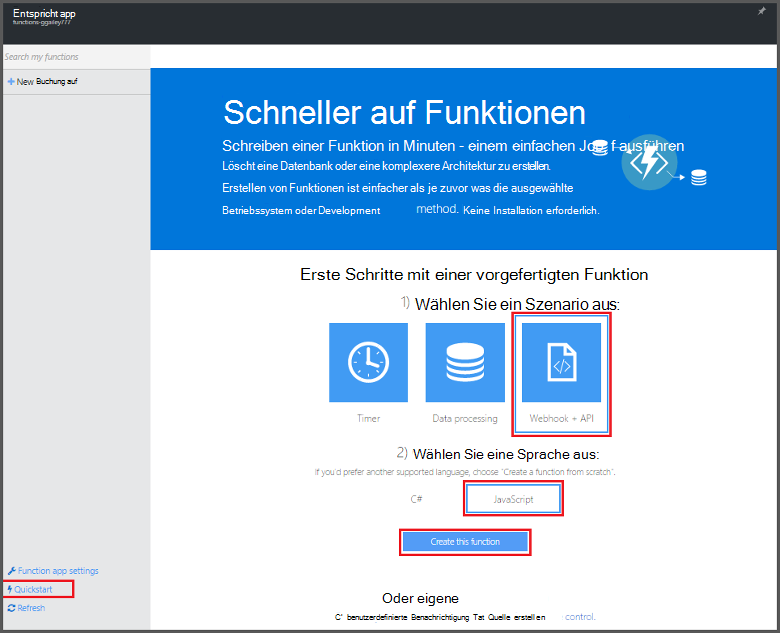 Entspricht app
functions-ggailey777
Search my functions
New Buchung auf
Schneller auf Funktionen
Schreiben einer Funktion in Minuten - einem einfachen Job f ausführen
Löscht eine Datenbank oder eine komplexere Architektur zu erstellen.
Erstellen von Funktionen ist einfacher als je zuvor was die ausgewählte
Betriebssystem oder Development method. Keine Installation erforderlich.
Erste Schritte mit einer vorgefertigten Funktion
1) Wählen Sie ein Szenario aus:
Timer
Data processing
Webhook + API
2) Wählen Sie eine Sprache aus:
If you'd prefer another supported language, choose "Create a function from scratch".
C#
JavaScript
Create this function
Function app settings
Quickstart
Refresh
Oder eigene
C' benutzerdefinierte Benachrichtigung Tat Quelle erstellen control.